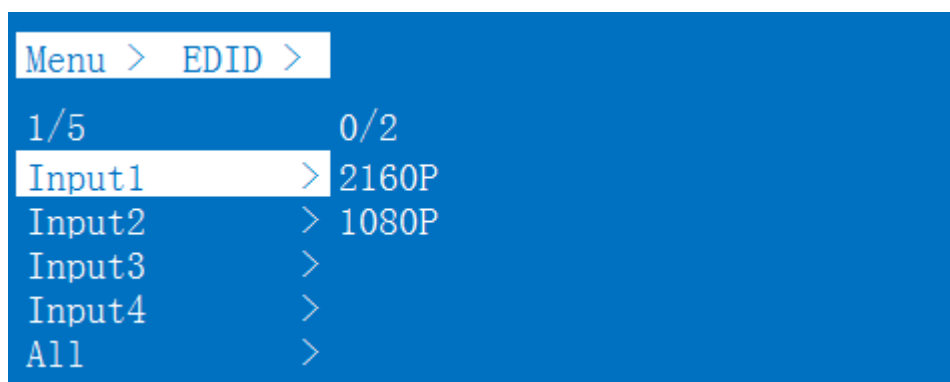 Menu > EDID >
1/5 0/2
Input1 > 2160P
Input2 > 1080P
Input3 >
Input4 >
All >